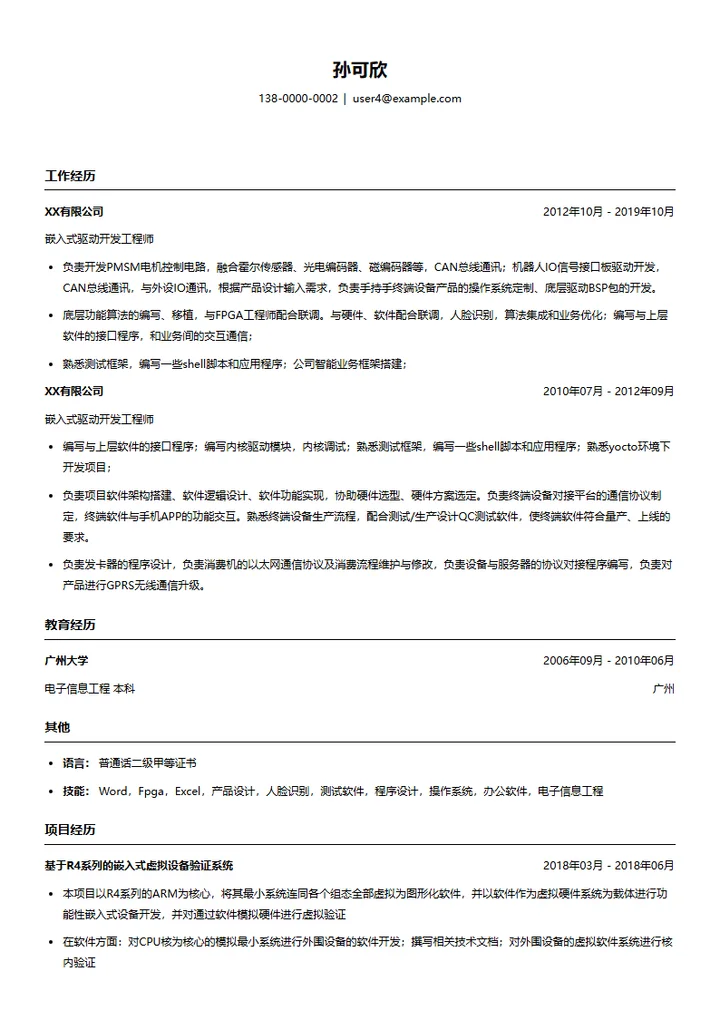 孙可欣
138-0000-0002 | user4@example.com
工作经历
XX有限公司 2012年10月 - 2019年10月
嵌入式驱动开发工程师
• 负责开发PMSM电机控制电路，融合霍尔传感器、光电编码器、磁编码器等，CAN总线通讯；机器人IO信号接口板驱动开发，
CAN总线通讯，与外设IO通讯，根据产品设计输入需求，负责手持手终端设备产品的操作系统定制、底层驱动BSP包的开发。
• 底层功能算法的编写、移植，与FPGA工程师配合联调。与硬件、软件配合联调，人脸识别，算法集成和业务优化；编写与上层
软件的接口程序，和业务间的交互通信；
• 熟悉测试框架，编写一些shell脚本和应用程序；公司智能业务框架搭建；
XX有限公司 2010年07月 - 2012年09月
嵌入式驱动开发工程师
• 编写与上层软件的接口程序；编写内核驱动模块，内核调试；熟悉测试框架，编写一些shell脚本和应用程序；熟悉yocto环境下
开发项目；
• 负责项目软件架构搭建、软件逻辑设计、软件功能实现，协助硬件选型、硬件方案选定。负责终端设备对接平台的通信协议制
定，终端软件与手机APP的功能交互。熟悉终端设备生产流程，配合测试/生产设计QC测试软件，使终端软件符合量产、上线的
要求。
• 负责发卡器的程序设计，负责消费机的以太网通信协议及消费流程维护与修改，负责设备与服务器的协议对接程序编写，负责对
产品进行GPRS无线通信升级。
教育经历
广州大学 2006年09月 - 2010年06月
电子信息工程 本科 广州
其他
• 语言： 普通话二级甲等证书
• 技能： Word，Fpga，Excel，产品设计，人脸识别，测试软件，程序设计，操作系统，办公软件，电子信息工程
项目经历
基于R4系列的嵌入式虚拟设备验证系统 2018年03月 - 2018年06月
• 本项目以R4系列的ARM为核心，将其最小系统连同各个组态全部虚拟为图形化软件，并以软件作为虚拟硬件系统为载体进行功
能性嵌入式设备开发，并对通过软件模拟硬件进行虚拟验证
• 在软件方面：对CPU核为核心的模拟最小系统进行外围设备的软件开发；撰写相关技术文档；对外围设备的虚拟软件系统进行核
内验证